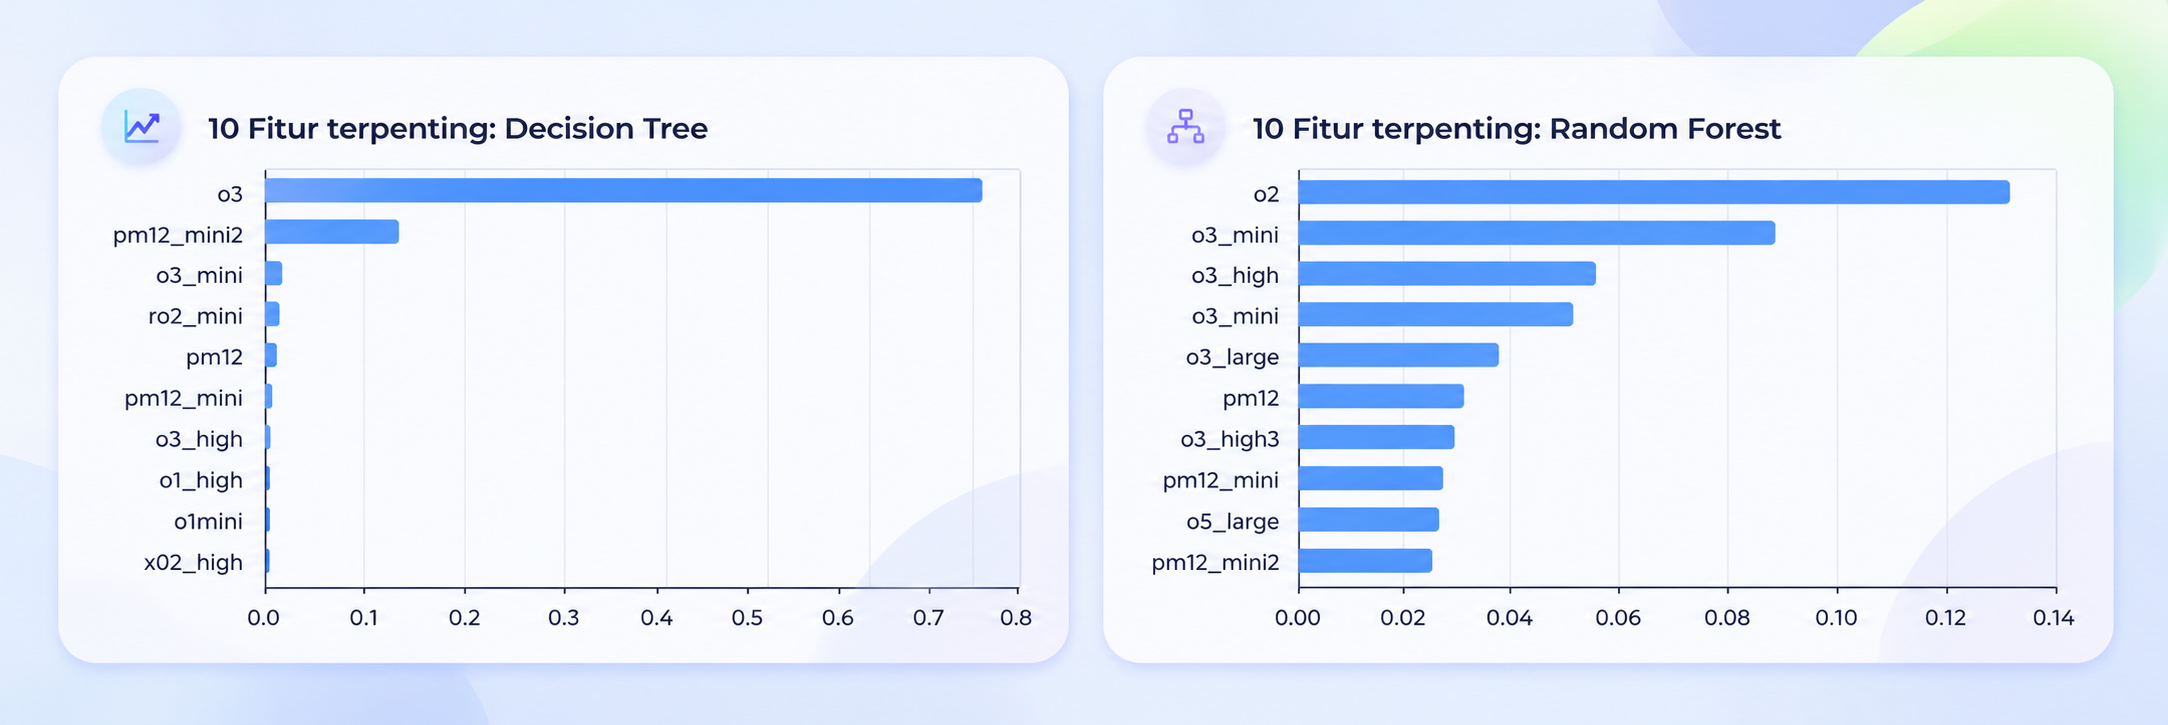 10 Fitur terpenting: Decision Tree
o3
pm12_mini2
o3_mini
ro2_mini
pm12
pm12_mini
o3_high
o1_high
o1mini
x02_high
0.0 0.1 0.2 0.3 0.4 0.5 0.6 0.7 0.8
10 Fitur terpenting: Random Forest
o2
o3_mini
o3_high
o3_mini
o3_large
pm12
o3_high3
pm12_mini
o5_large
pm12_mini2
0.00 0.02 0.04 0.06 0.08 0.10 0.12 0.14